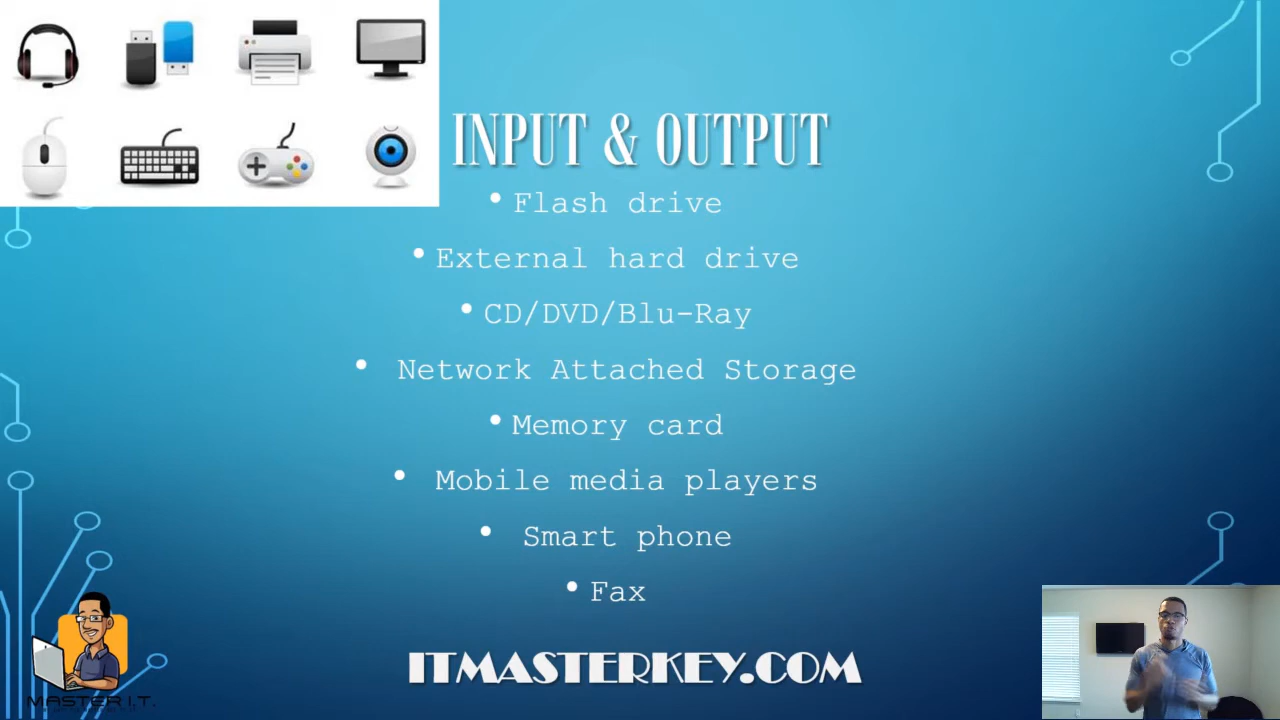 INPUT & OUTPUT
• Flash drive
• External hard drive
• CD/DVD/Blu-Ray
• Network Attached Storage
• Memory card
• Mobile media players
• Smart phone
• Fax
ITMASTERKEY.COM
MASTER I.T.